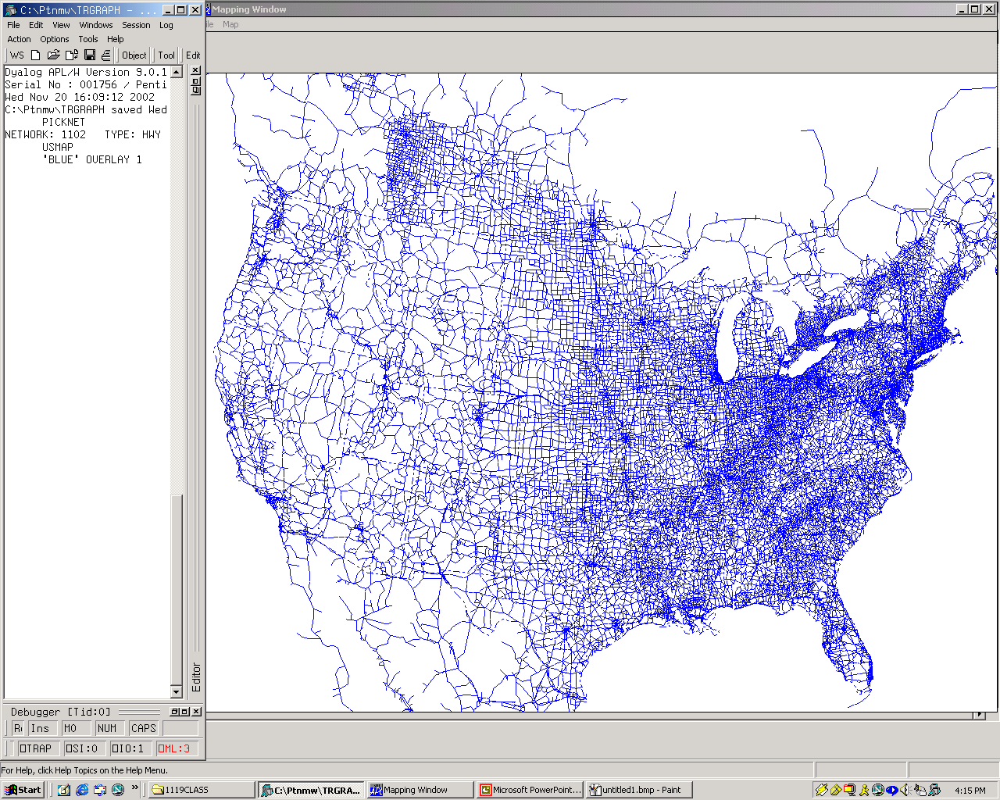 C:\Ptnmw\TRGRAPH - ...
File Edit View Windows Session Log
Action Options Tools Help
WS Object Tool Edit
Dyalog APL/W Version 9.0.1
Serial No : 001756 / Penti
Wed Nov 20 16:09:12 2002
C:\Ptnmw\TRGRAPH saved Wed
PICKNET
NETWORK: 1102 TYPE: HWY
USMAP
'BLUE' OVERLAY 1
Editor
Debugger [Tid:0]
Ins MO NUM CAPS
⎕TRAP ⎕SI:0 ⎕IO:1 ⎕ML:3
Mapping Window
ile Map
For Help, click Help Topics on the Help Menu.
Start » 1119CLASS C:\Ptnmw\TRGRA... Mapping Window Microsoft PowerPoint... untitled1.bmp - Paint « 4:15 PM